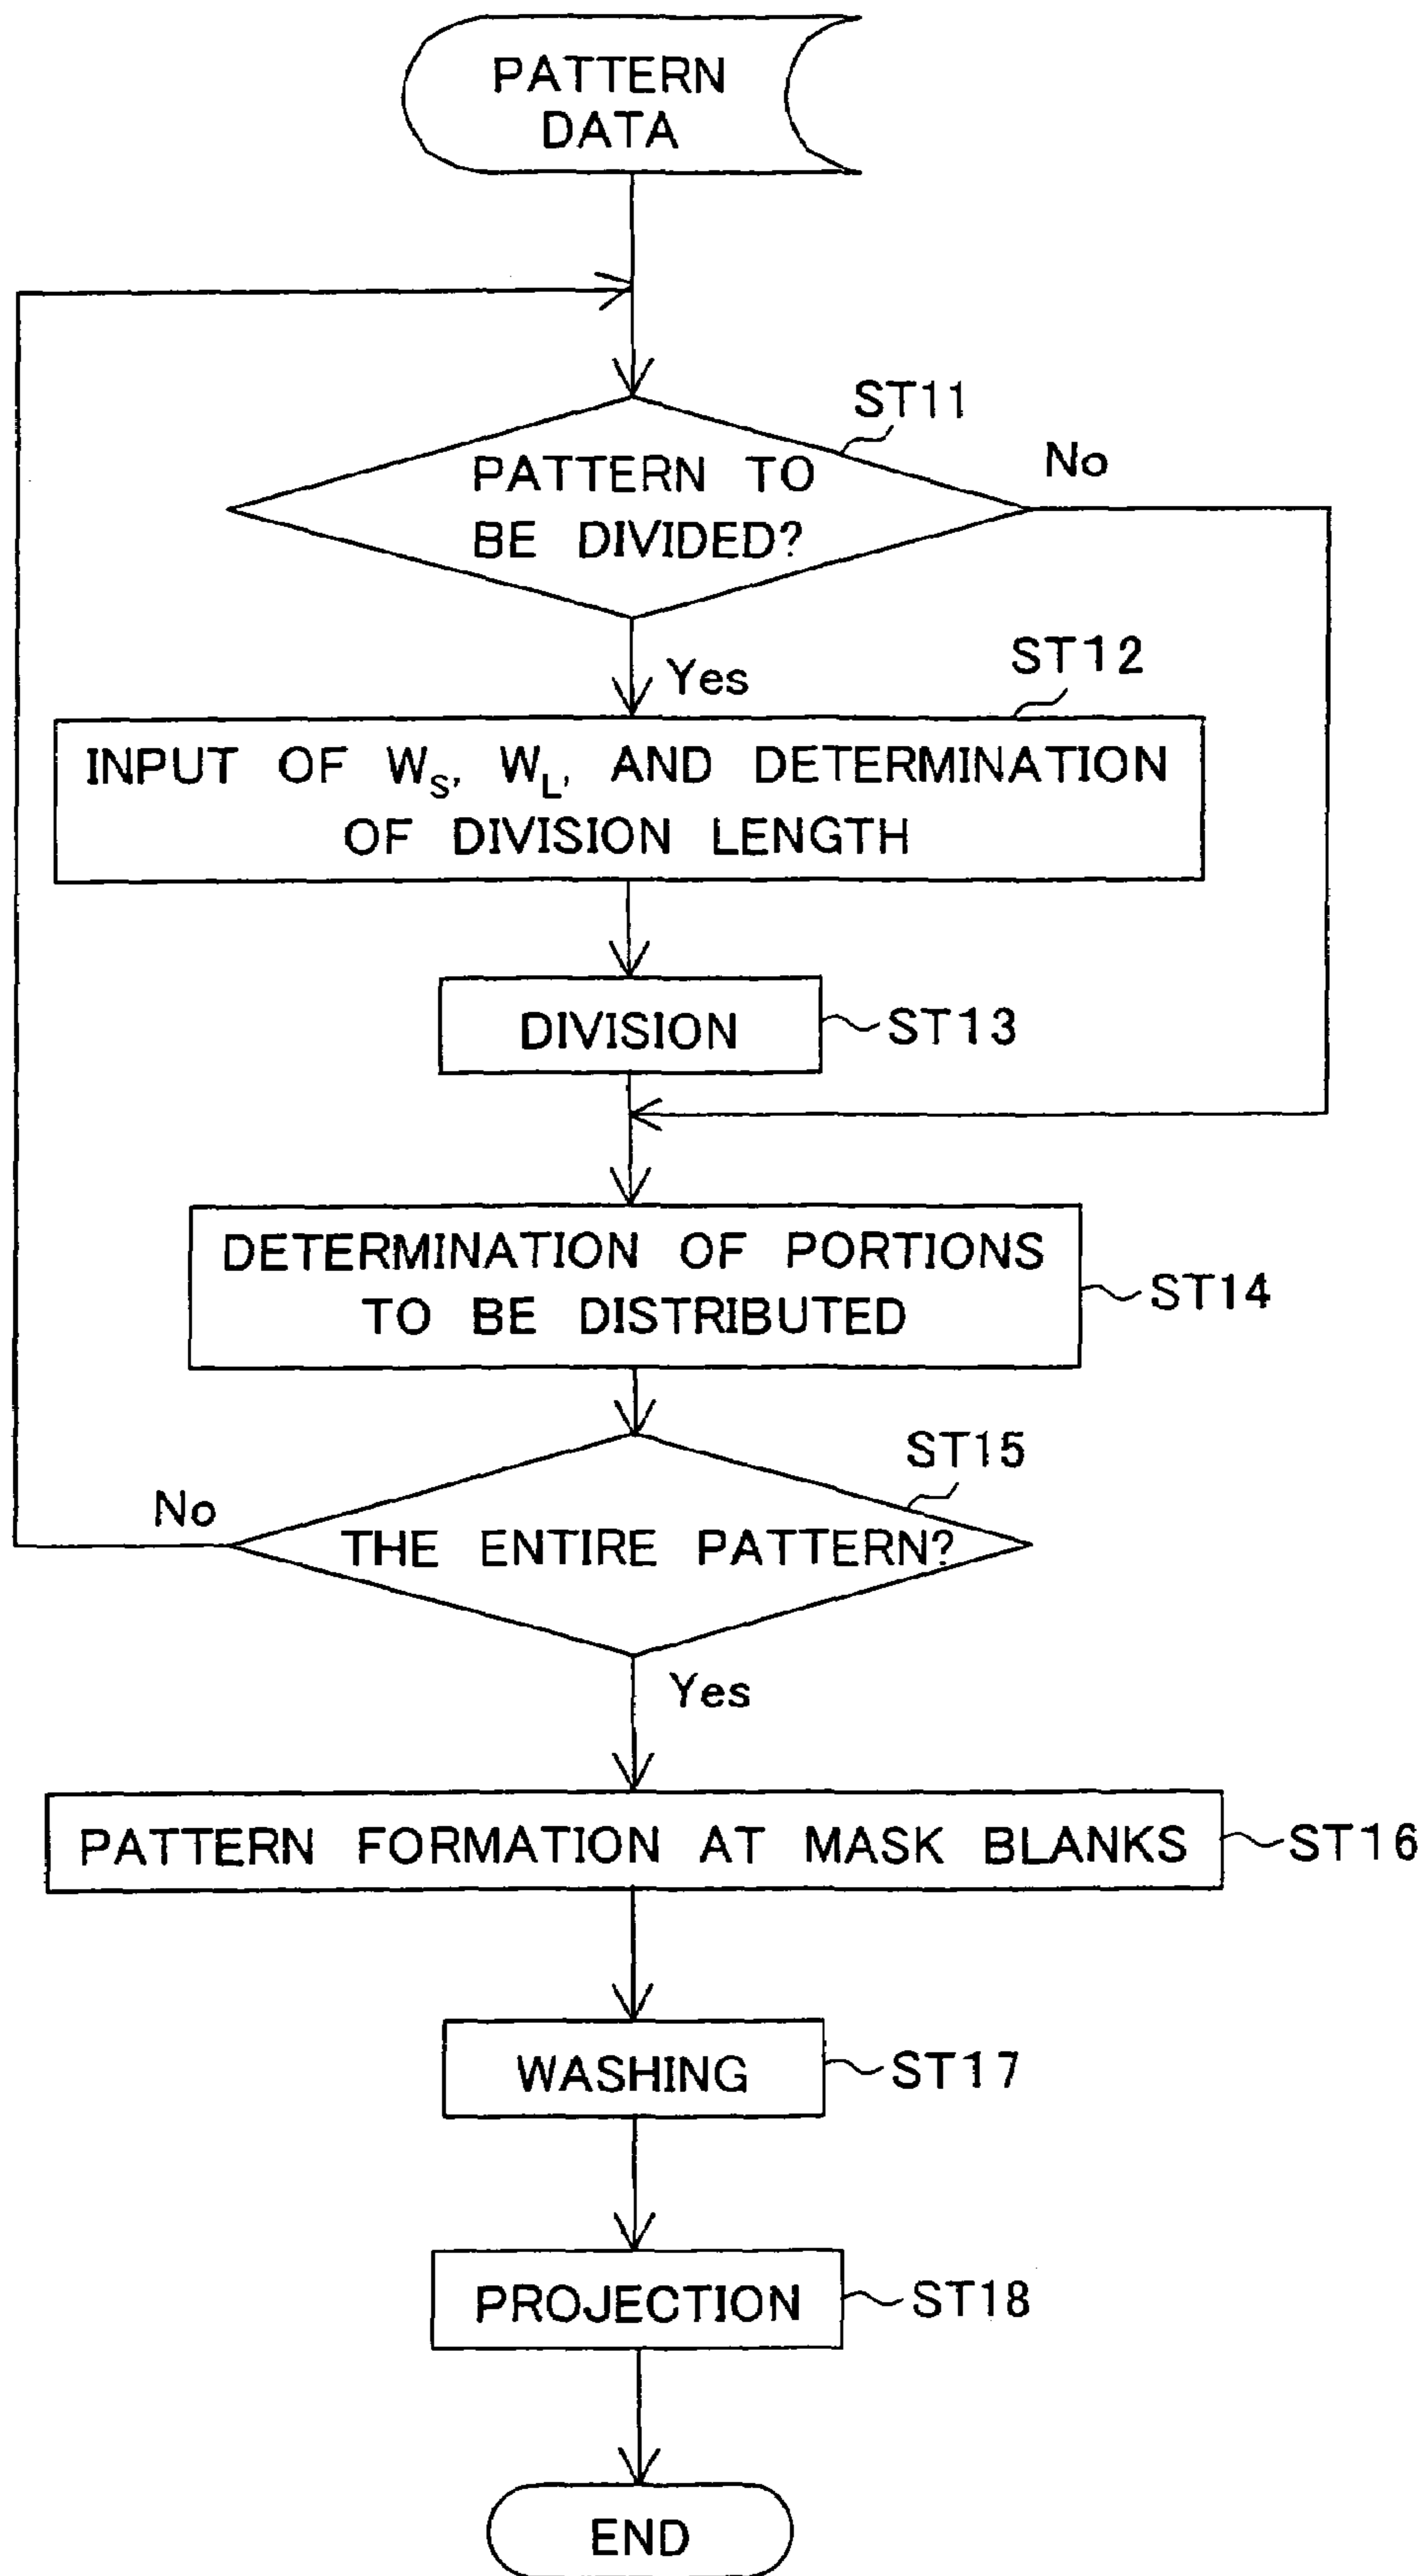 PATTERN
DATA
ST11
No
PATTERN TO
BE DIVIDED?
Yes
ST12
INPUT OF WS, WL, AND DETERMINATION
OF DIVISION LENGTH
DIVISION
ST13
DETERMINATION OF PORTIONS
TO BE DISTRIBUTED
ST14
ST15
No
THE ENTIRE PATTERN?
Yes
PATTERN FORMATION AT MASK BLANKS
ST16
WASHING
ST17
PROJECTION
ST18
END